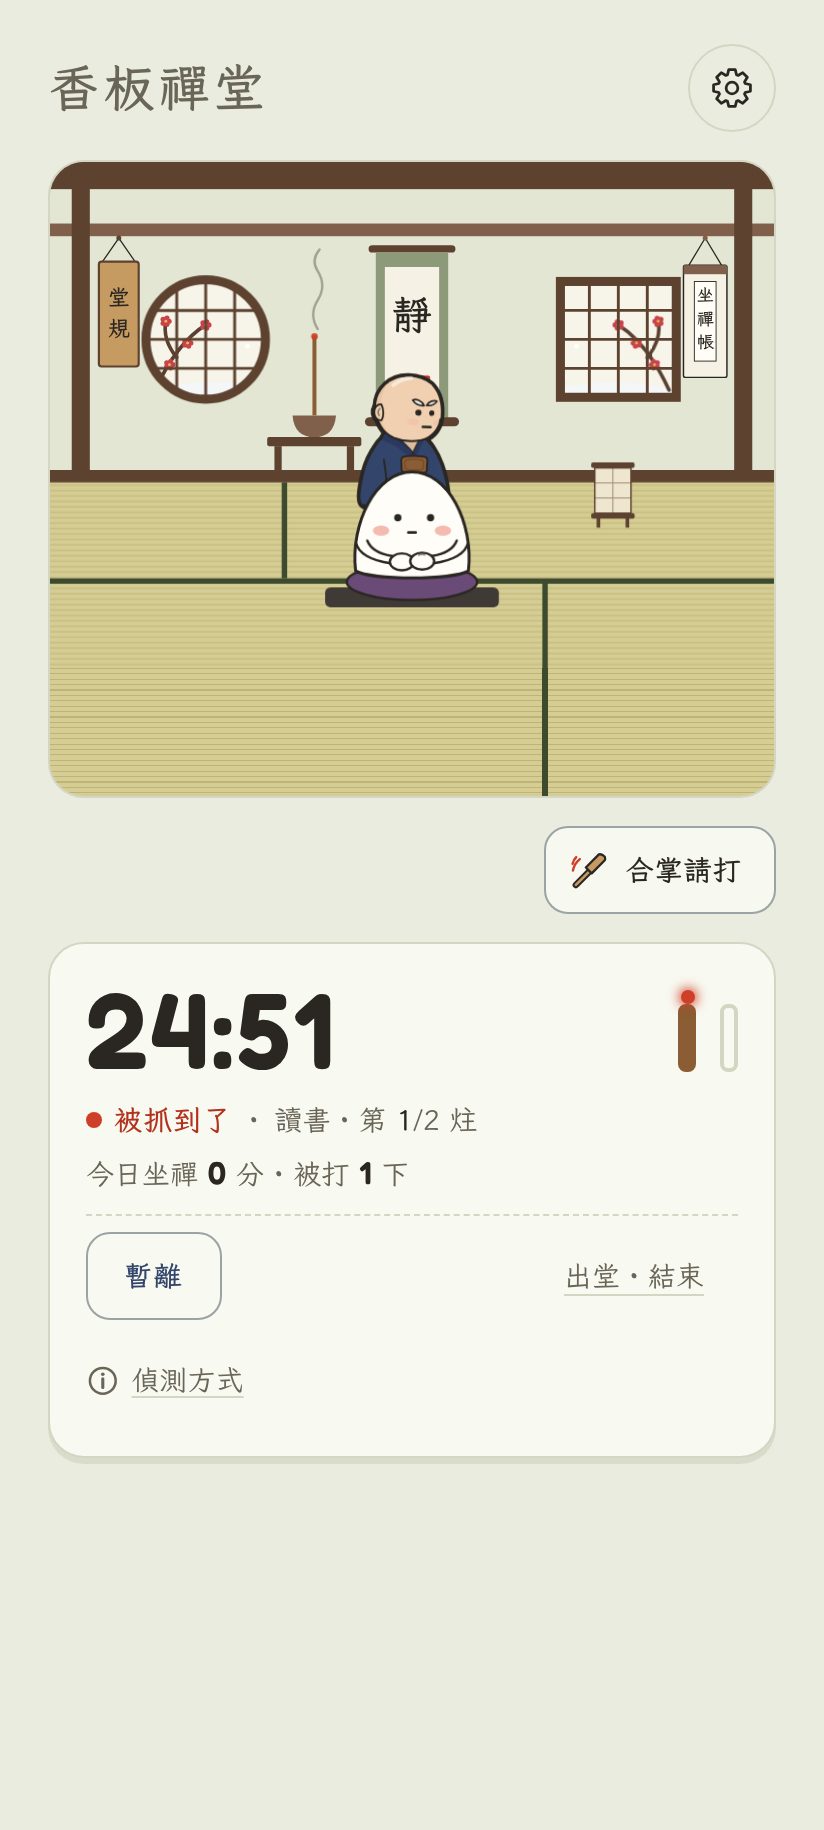 香板禪堂
堂規
靜
坐禪帳
合掌請打
24:51
被抓到了 · 讀書·第 1/2 炷
今日坐禪 0 分·被打 1 下
暫離
出堂·結束
偵測方式